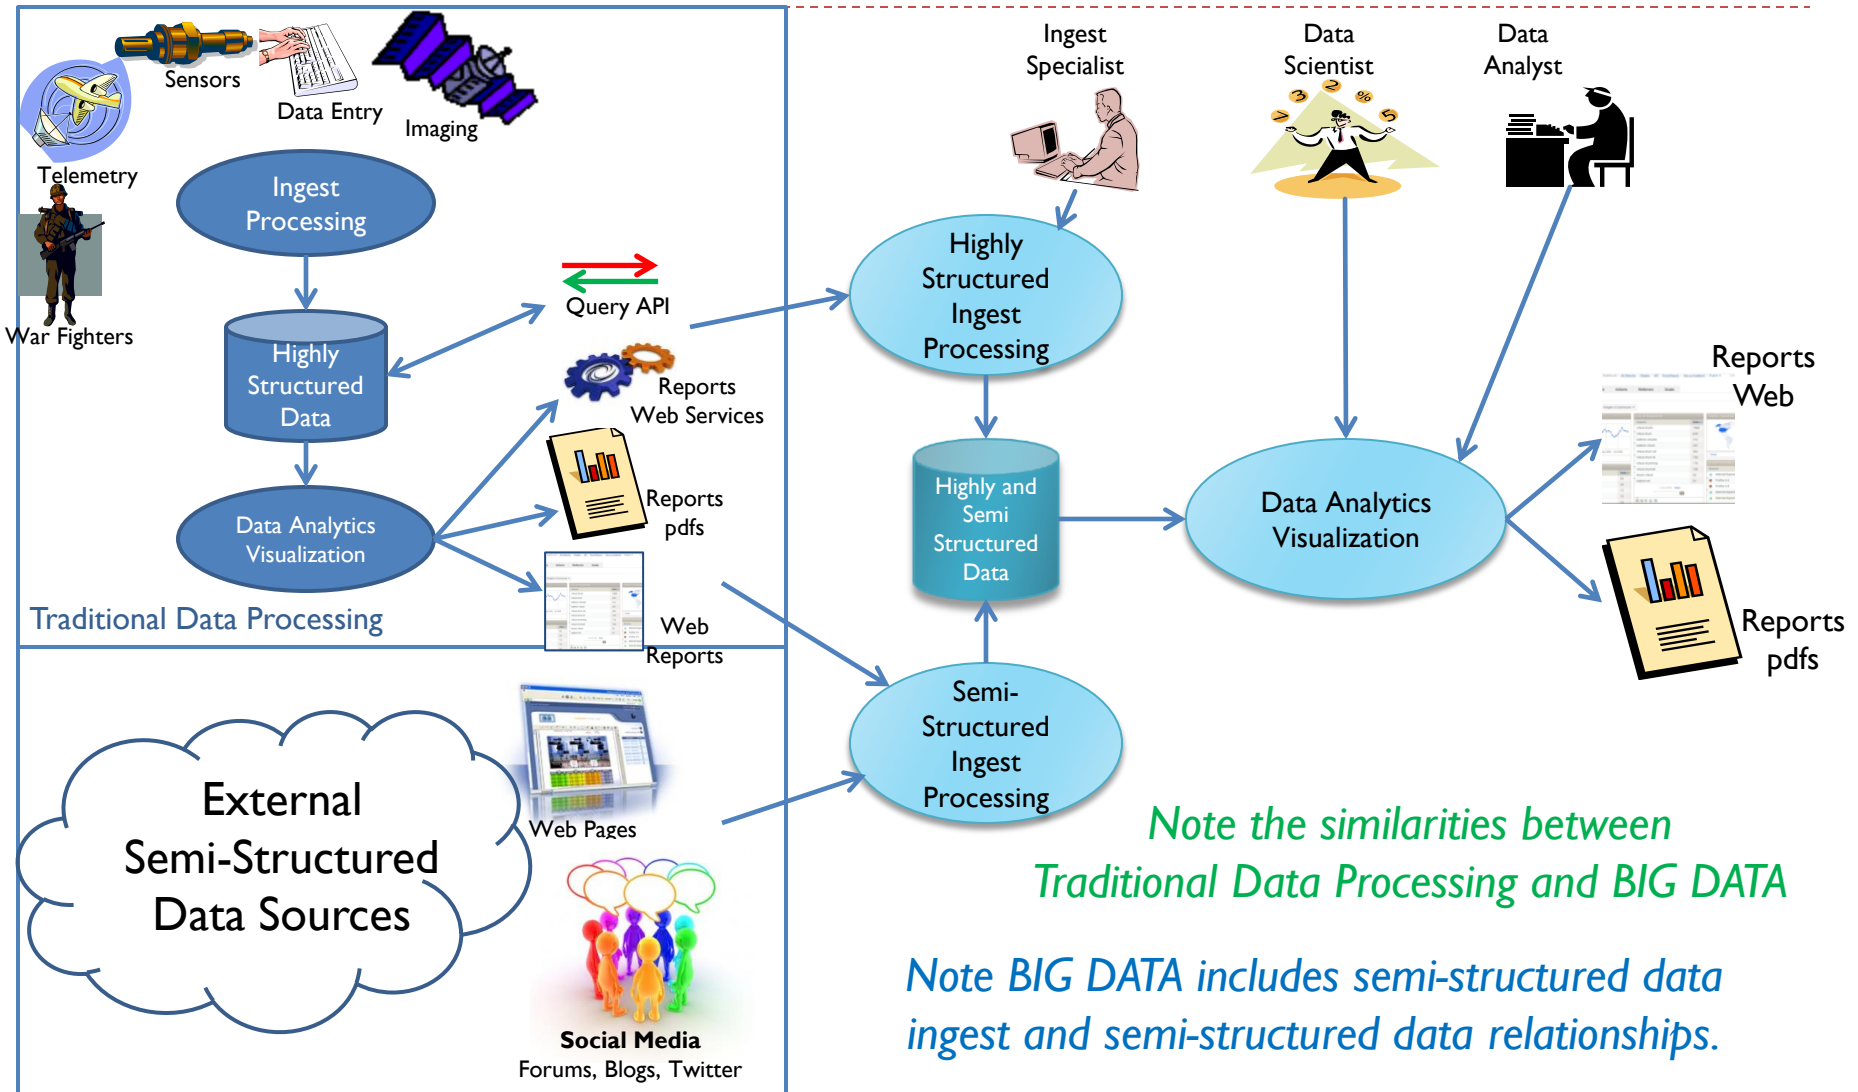 Sensors
Data Entry
Imaging
Telemetry
War Fighters
Ingest
Processing
Highly
Structured
Data
Data Analytics
Visualization
Query API
Reports
Web Services
Reports
pdfs
Web
Reports
Traditional Data Processing
External
Semi-Structured
Data Sources
Web Pages
Social Media
Forums, Blogs, Twitter
Ingest
Specialist
Data
Scientist
7 3 2 % 5
Data
Analyst
Highly
Structured
Ingest
Processing
Highly and
Semi
Structured
Data
Semi-
Structured
Ingest
Processing
Data Analytics
Visualization
Reports
Web
Reports
pdfs
Note the similarities between
Traditional Data Processing and BIG DATA
Note BIG DATA includes semi-structured data
ingest and semi-structured data relationships.